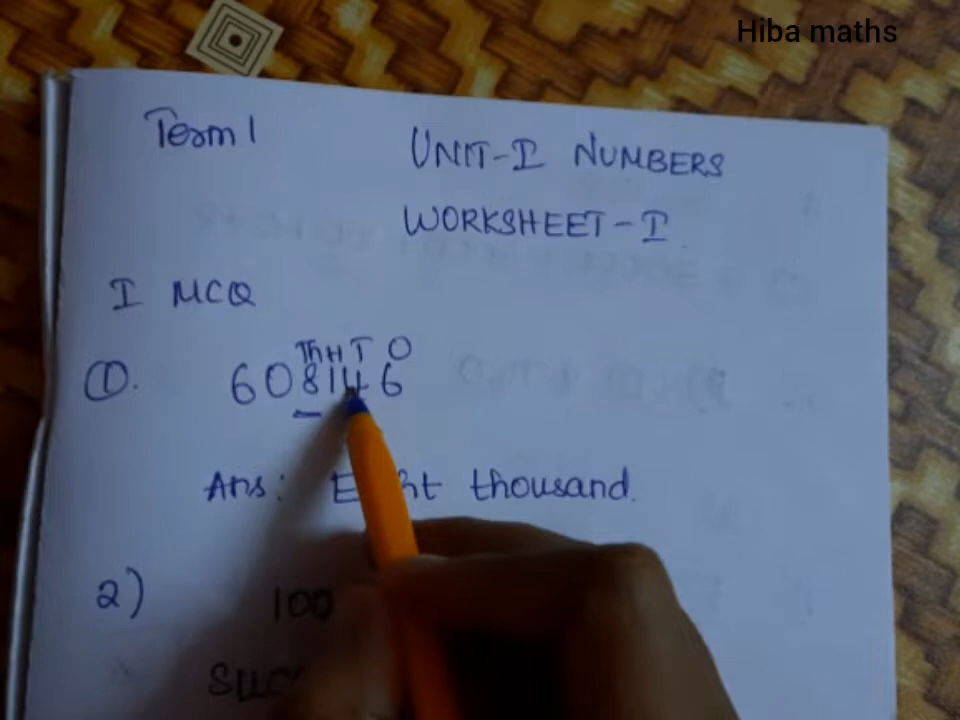 Hiba maths
Term 1 UNIT-I NUMBERS
WORKSHEET-I
I MCQ
Th H T O
①. 608146
Ans: thousand.
2) 100